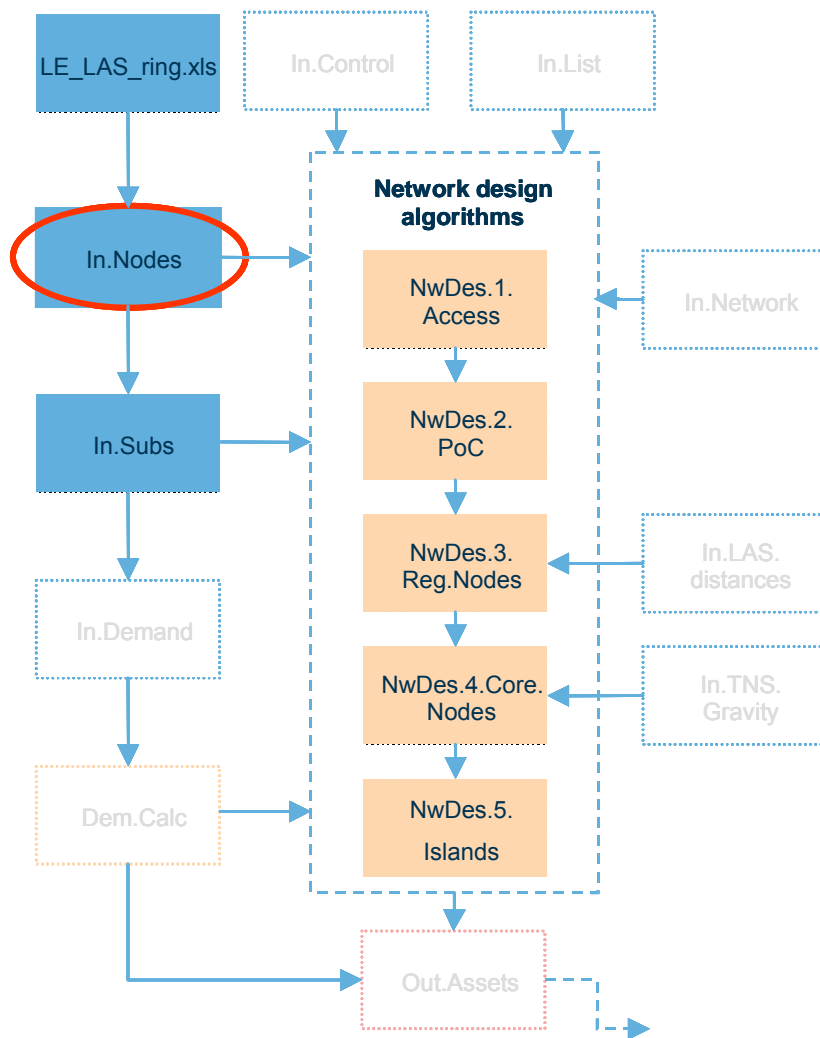 LE_LAS_ring.xls
In.Control
In.List
Network design
algorithms
In.Nodes
NwDes.1.
Access
In.Network
In.Subs
NwDes.2.
PoC
NwDes.3.
Reg.Nodes
In.LAS.
distances
In.Demand
NwDes.4.Core.
Nodes
In.TNS.
Gravity
Dem.Calc
NwDes.5.
Islands
Out.Assets